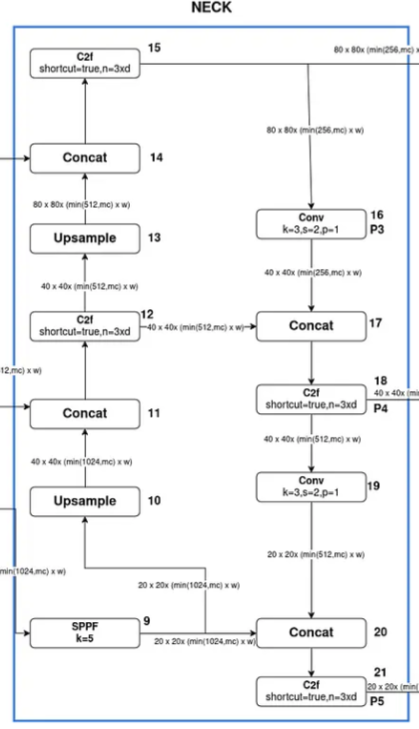 NECK
15
C2f
shortcut=true,n=3xd
80 x 80x (min(256,mc) x
80 x 80x (min(256,mc) x w)
Concat
14
80 x 80x (min(512,mc) x w)
16
Conv
k=3,s=2,p=1
P3
Upsample
13
40 x 40x (min(256,mc) x w)
40 x 40x (min(512,mc) x w)
12
C2f
shortcut=true,n=3xd
40 x 40x (min(512,mc) x w)
Concat
17
12,mc) x w)
18
C2f
shortcut=true,n=3xd
40 x 40x (mi
P4
Concat
11
40 x 40x (min(512,mc) x w)
40 x 40x (min(1024,mc) x w)
19
Conv
k=3,s=2,p=1
Upsample
10
20 x 20x (min(512,mc) x w)
min(1024,mc) x w)
20 x 20x (min(1024,mc) x w)
9
SPPF
k=5
20 x 20x (min(1024,mc) x w)
Concat
20
21
C2f
shortcut=true,n=3xd
20 x 20x (min(
P5